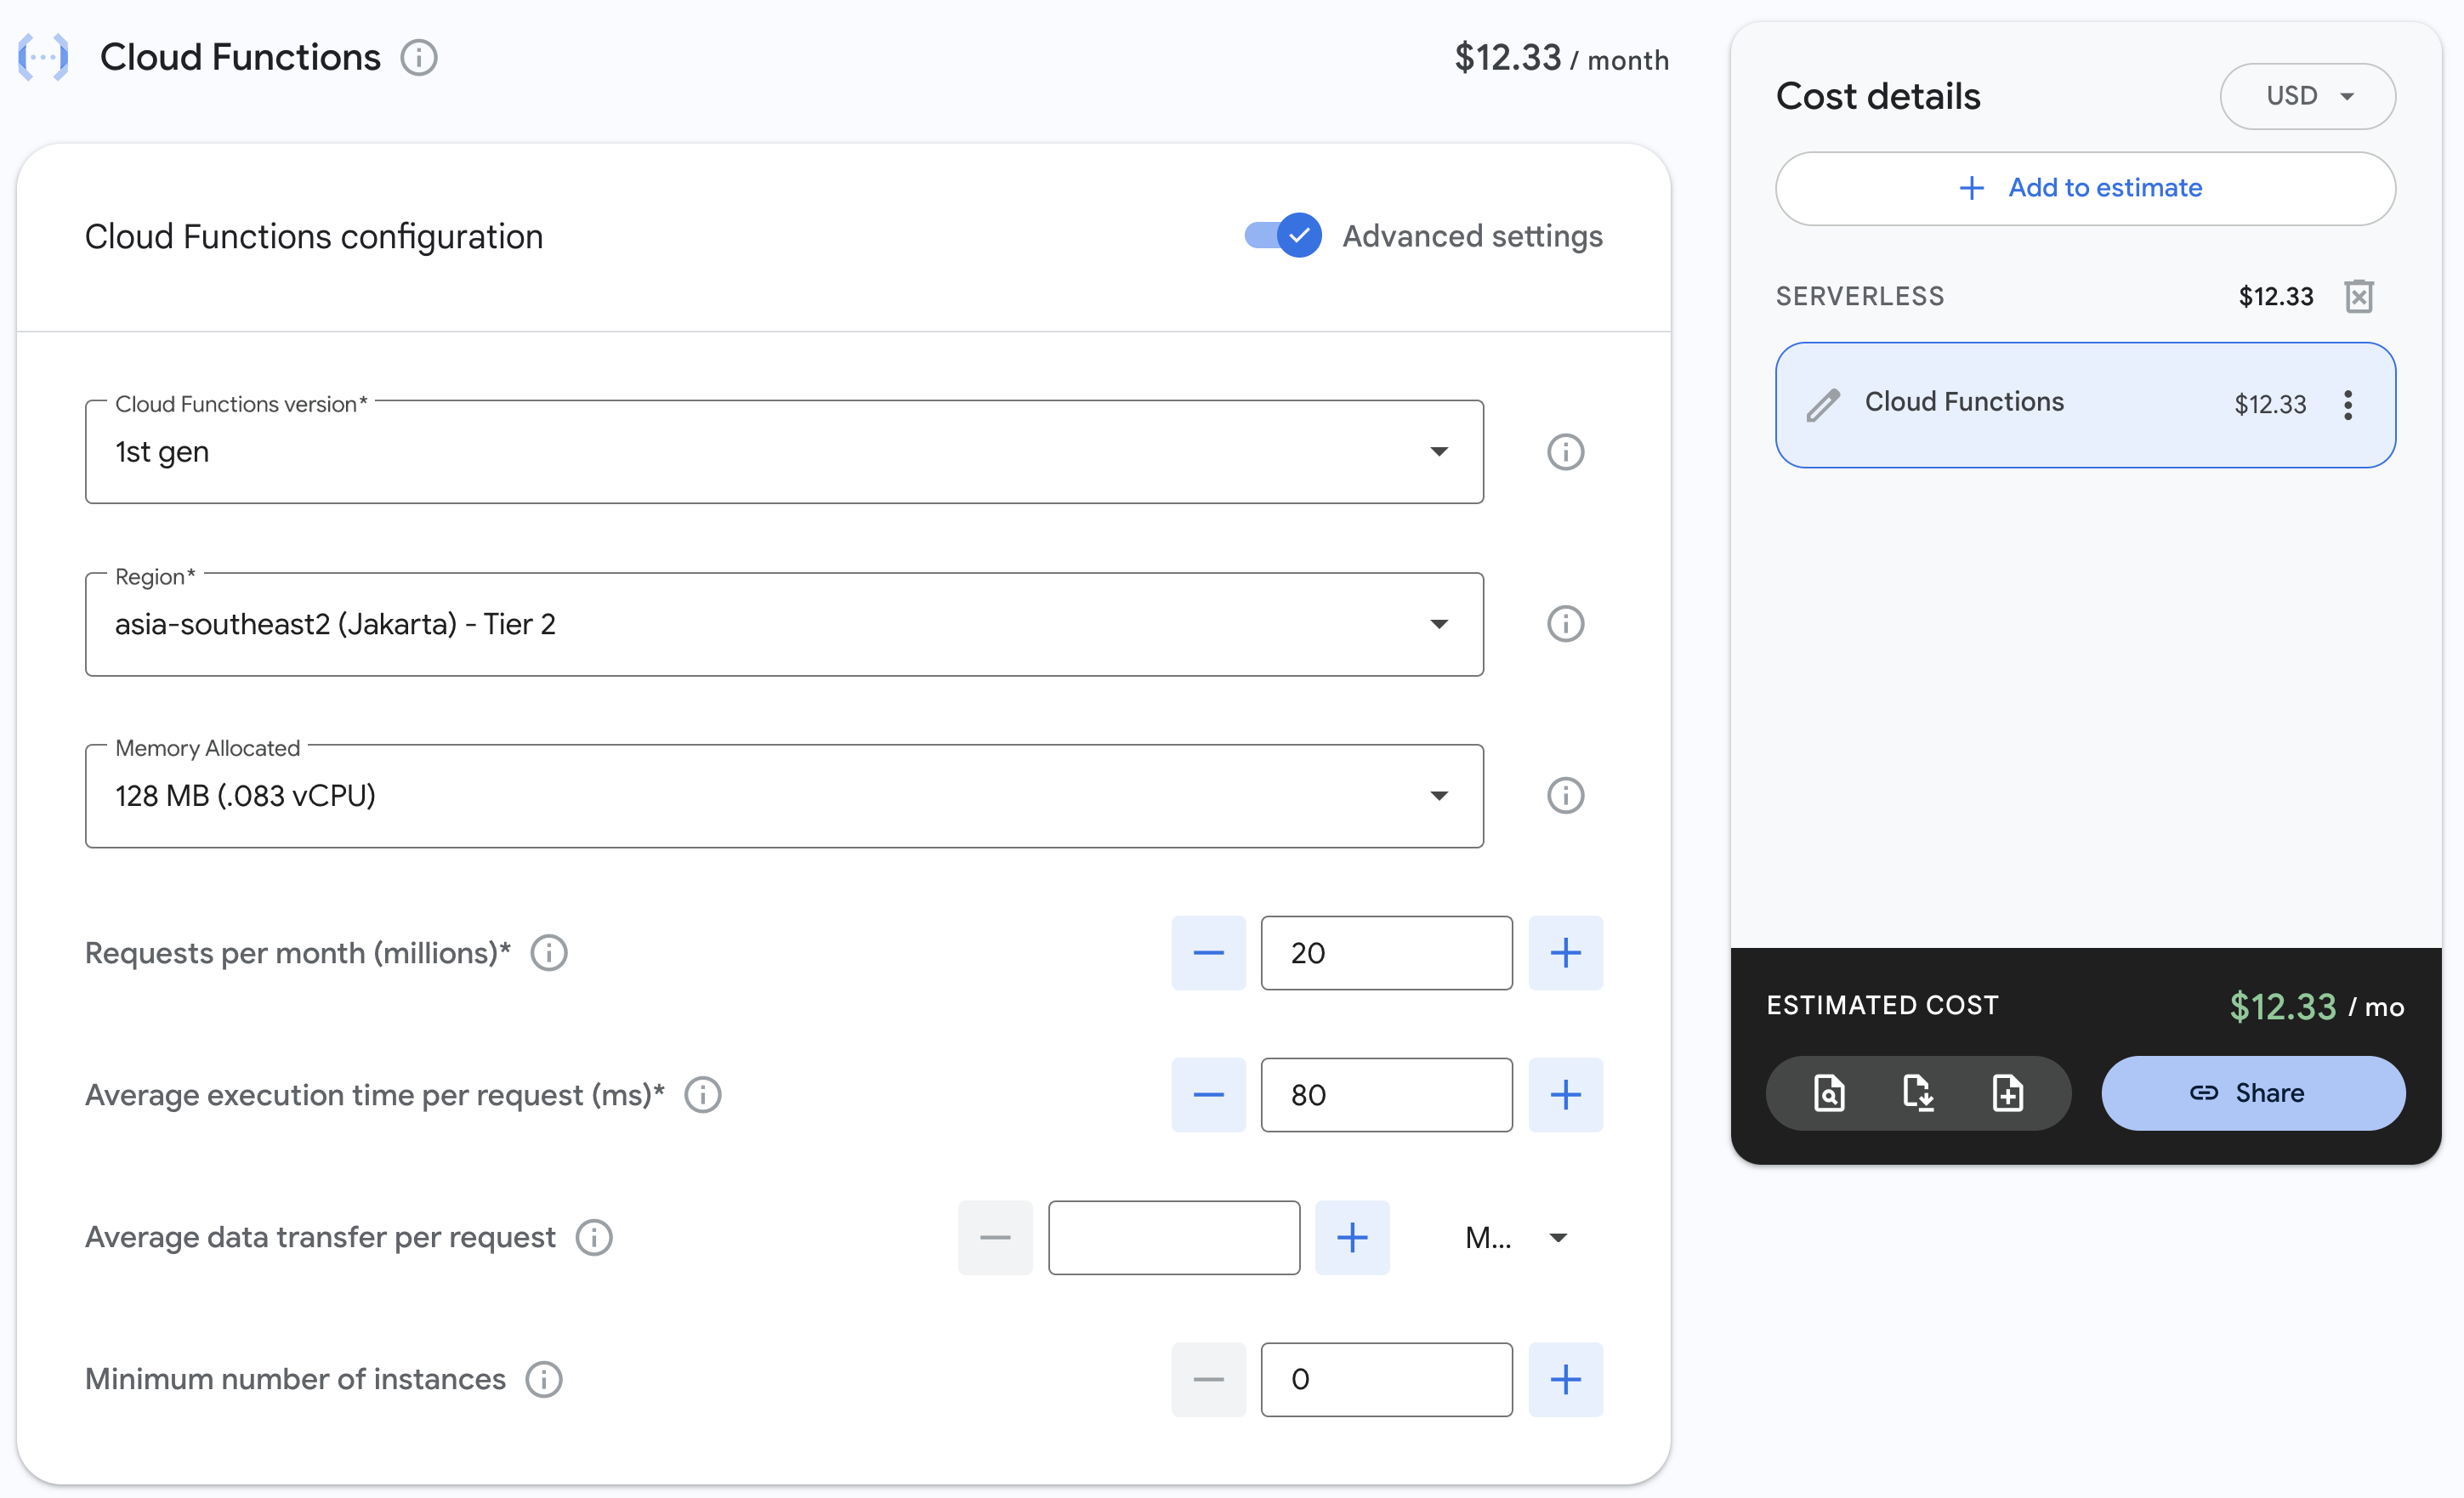 Cloud Functions
$12.33 / month
Cloud Functions configuration
Advanced settings
Cloud Functions version*
1st gen
Region*
asia-southeast2 (Jakarta) - Tier 2
Memory Allocated
128 MB (.083 vCPU)
Requests per month (millions)*
20
Average execution time per request (ms)*
80
Average data transfer per request
M...
Minimum number of instances
0
Cost details
USD
Add to estimate
SERVERLESS
$12.33
Cloud Functions
$12.33
ESTIMATED COST
$12.33 / mo
Share